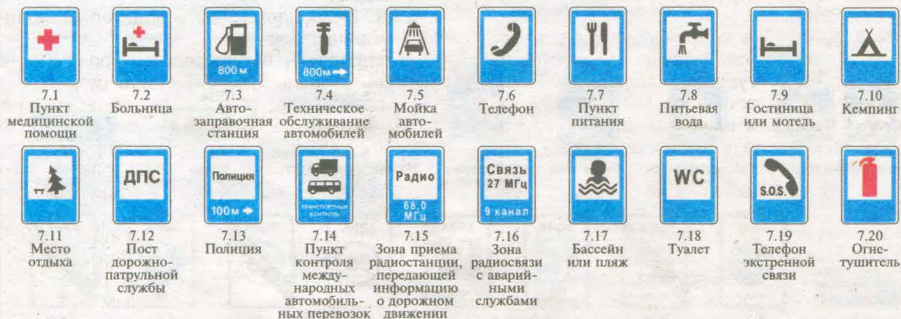 800 м
800м →
7.1
Пункт
медицинской
помощи
7.2
Больница
7.3
Авто-
заправочная
станция
7.4
Техническое
обслуживание
автомобилей
7.5
Мойка
авто-
мобилей
7.6
Телефон
7.7
Пункт
питания
7.8
Питьевая
вода
7.9
Гостиница
или мотель
7.10
Кемпинг
ДПС
Полиция
100м →
ТРАНСПОРТНЫЙ
КОНТРОЛЬ
Радио
68,0
МГц
Связь
27 МГц
9 канал
WC
S.O.S.
7.11
Место
отдыха
7.12
Пост
дорожно-
патрульной
службы
7.13
Полиция
7.14
Пункт
контроля
между-
народных
автомобиль-
ных перевозок
7.15
Зона приема
радиостанции,
передающей
информацию
о дорожном
движении
7.16
Зона
радиосвязи
с аварий-
ными
службами
7.17
Бассейн
или пляж
7.18
Туалет
7.19
Телефон
экстренной
связи
7.20
Огне-
тушитель